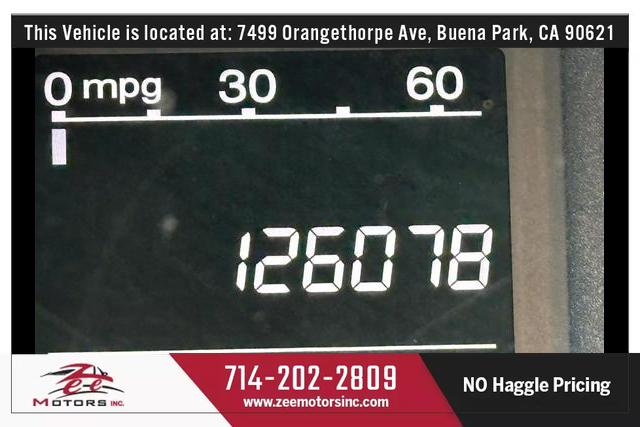 This Vehicle is located at: 7499 Orangethorpe Ave, Buena Park, CA 90621
0 mpg 30 60
126078
Zee
MOTORS INC.
714-202-2809
www.zeemotorsinc.com
NO Haggle Pricing